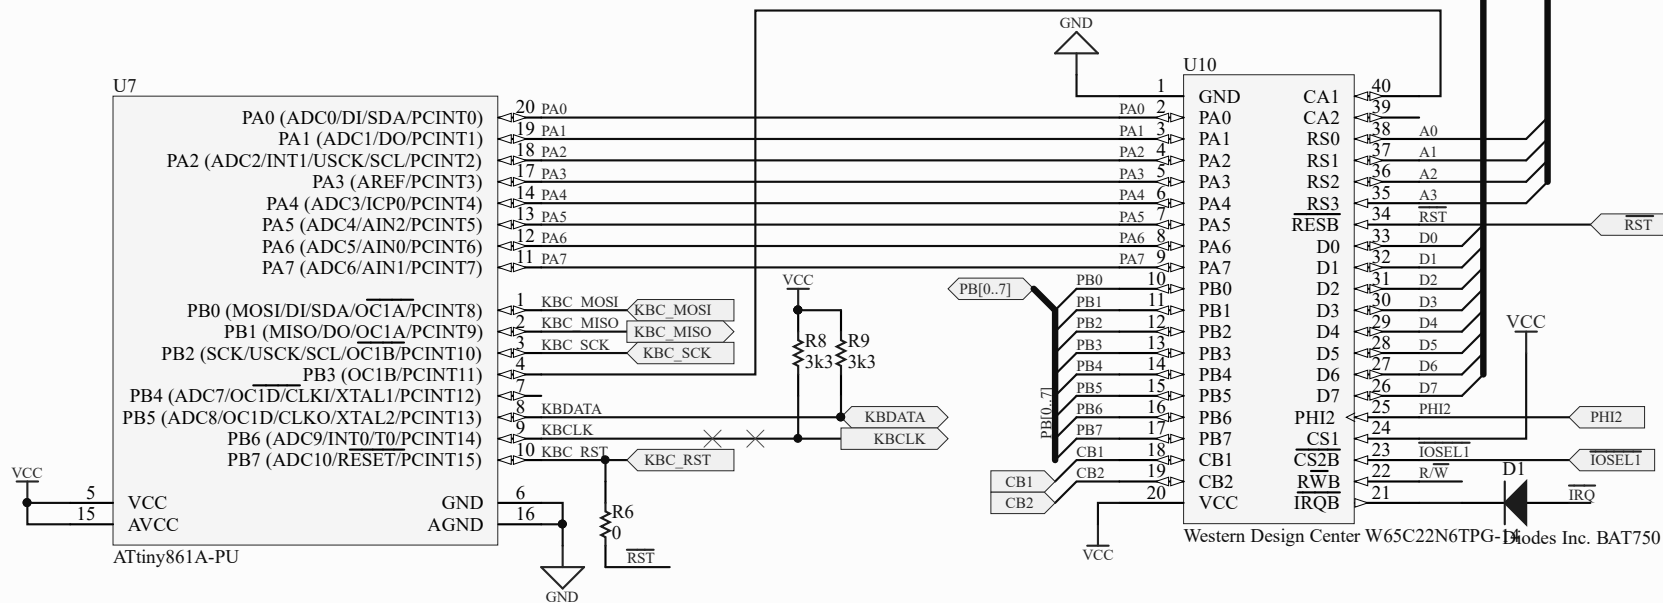 GND
U7
U10
PA0 (ADC0/DI/SDA/PCINT0) 20 PA0
PA1 (ADC1/DO/PCINT1) 19 PA1
PA2 (ADC2/INT1/USCK/SCL/PCINT2) 18 PA2
PA3 (AREF/PCINT3) 17 PA3
PA4 (ADC3/ICP0/PCINT4) 14 PA4
PA5 (ADC4/AIN2/PCINT5) 13 PA5
PA6 (ADC5/AIN0/PCINT6) 12 PA6
PA7 (ADC6/AIN1/PCINT7) 11 PA7
PB0 (MOSI/DI/SDA/OC1A/PCINT8) 1 KBC_MOSI KBC_MOSI
PB1 (MISO/DO/OC1A/PCINT9) 2 KBC_MISO KBC_MISO
PB2 (SCK/USCK/SCL/OC1B/PCINT10) 3 KBC_SCK KBC_SCK
PB3 (OC1B/PCINT11) 4
PB4 (ADC7/OC1D/CLKI/XTAL1/PCINT12) 7
PB5 (ADC8/OC1D/CLKO/XTAL2/PCINT13) 8 KBDATA KBDATA
PB6 (ADC9/INT0/T0/PCINT14) 9 KBCLK KBCLK
PB7 (ADC10/RESET/PCINT15) 10 KBC_RST KBC_RST
VCC
5 VCC GND 6
15 AVCC AGND 16
ATtiny861A-PU
GND
R6
0
RST
VCC
R8
3k3
R9
3k3
1 GND CA1 40
PA0 2 PA0 CA2 39
PA1 3 PA1 RS0 38 A0
PA2 4 PA2 RS1 37 A1
PA3 5 PA3 RS2 36 A2
PA4 6 PA4 RS3 35 A3
PA5 7 PA5 RESB 34 RST RST
PA6 8 PA6 D0 33 D0
PA7 9 PA7 D1 32 D1
PB[0..7] PB0 10 PB0 D2 31 D2
PB1 11 PB1 D3 30 D3
PB2 12 PB2 D4 29 D4
PB3 13 PB3 D5 28 D5
PB4 14 PB4 D6 27 D6
PB5 15 PB5 D7 26 D7
PB6 16 PB6 PHI2 25 PHI2 PHI2
PB7 17 PB7 CS1 24
CB1 18 CB1 CS2B 23 IOSEL1 IOSEL1
CB2 19 CB2 RWB 22 R/W
20 VCC IRQB 21
PB[0..7]
CB1
CB2
VCC
VCC
D1
IRQ
Western Design Center W65C22N6TPG-14
Diodes Inc. BAT750